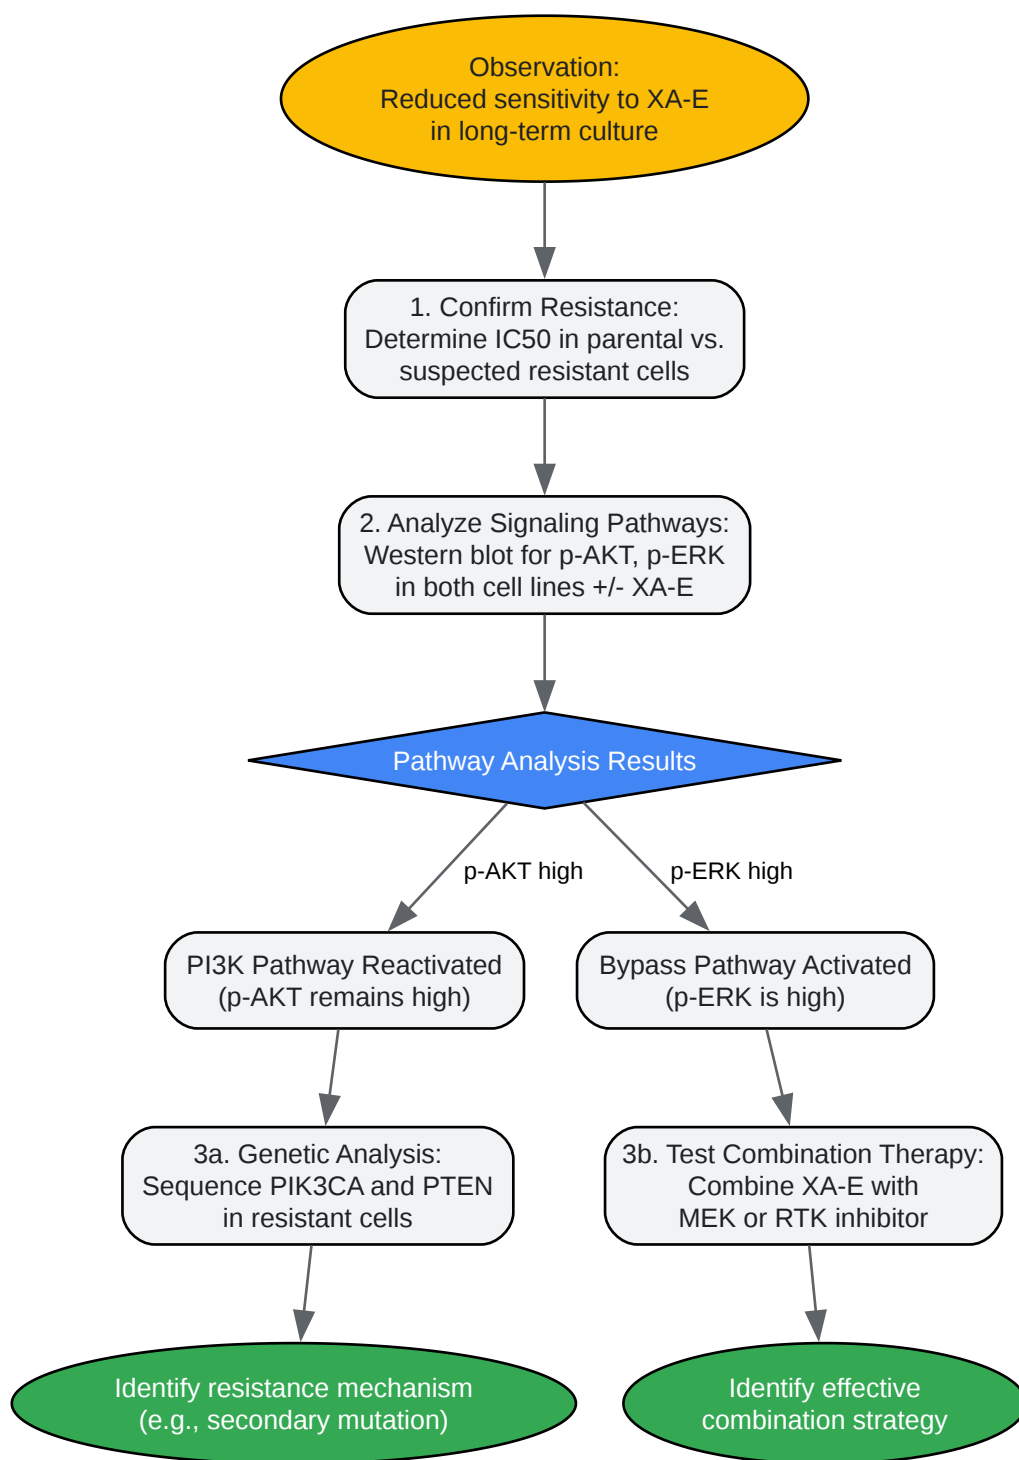 Observation:
Reduced sensitivity to XA-E
in long-term culture
1. Confirm Resistance:
Determine IC50 in parental vs.
suspected resistant cells
2. Analyze Signaling Pathways:
Western blot for p-AKT, p-ERK
in both cell lines +/- XA-E
Pathway Analysis Results
p-AKT high
p-ERK high
PI3K Pathway Reactivated
(p-AKT remains high)
Bypass Pathway Activated
(p-ERK is high)
3a. Genetic Analysis:
Sequence PIK3CA and PTEN
in resistant cells
3b. Test Combination Therapy:
Combine XA-E with
MEK or RTK inhibitor
Identify resistance mechanism
(e.g., secondary mutation)
Identify effective
combination strategy